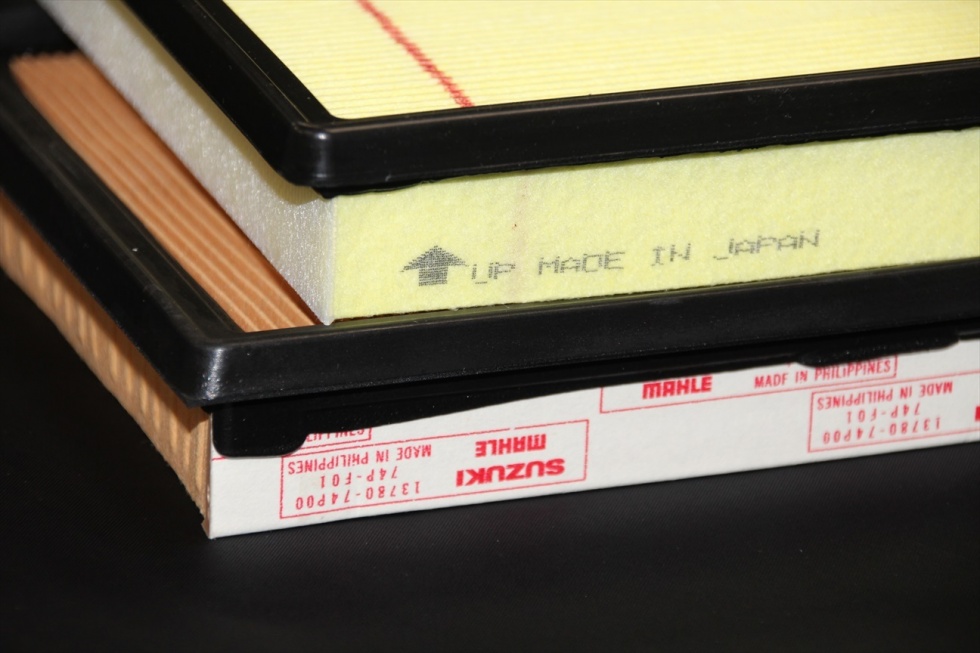 UP MADE IN JAPAN
MAHLE
MADE IN PHILIPPINES
SUZUKI
MAHLE
13780-74P00
74P-F01
MADE IN PHILIPPINES
13780-74P00
74P-F01
MADE IN PHILIPPINES